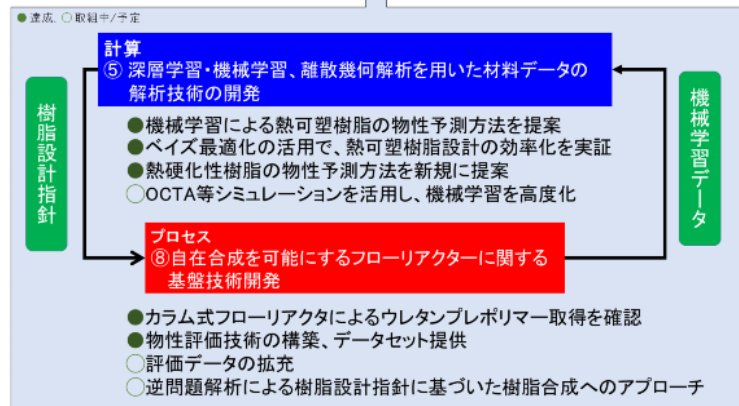 ●達成、○取組中/予定
計算
⑤ 深層学習・機械学習、離散幾何解析を用いた材料データの
解析技術の開発
樹脂設計指針
機械学習データ
●機械学習による熱可塑樹脂の物性予測方法を提案
●ベイズ最適化の活用で、熱可塑樹脂設計の効率化を実証
●熱硬化性樹脂の物性予測方法を新規に提案
○OCTA等シミュレーションを活用し、機械学習を高度化
プロセス
⑧自在合成を可能にするフローリアクターに関する
基盤技術開発
●カラム式フローリアクタによるウレタンプレポリマー取得を確認
●物性評価技術の構築、データセット提供
○評価データの拡充
○逆問題解析による樹脂設計指針に基づいた樹脂合成へのアプローチ